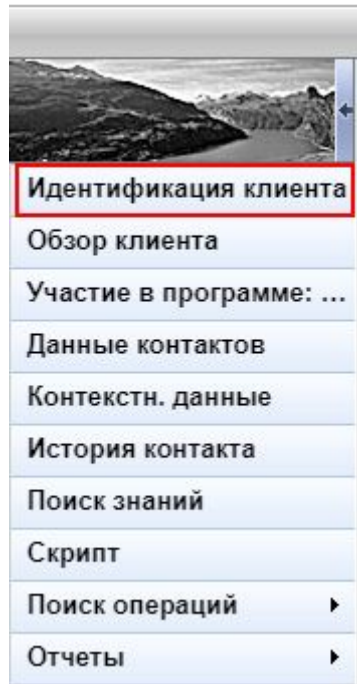 Идентификация клиента
Обзор клиента
Участие в программе: ...
Данные контактов
Контекстн. данные
История контакта
Поиск знаний
Скрипт
Поиск операций
Отчеты